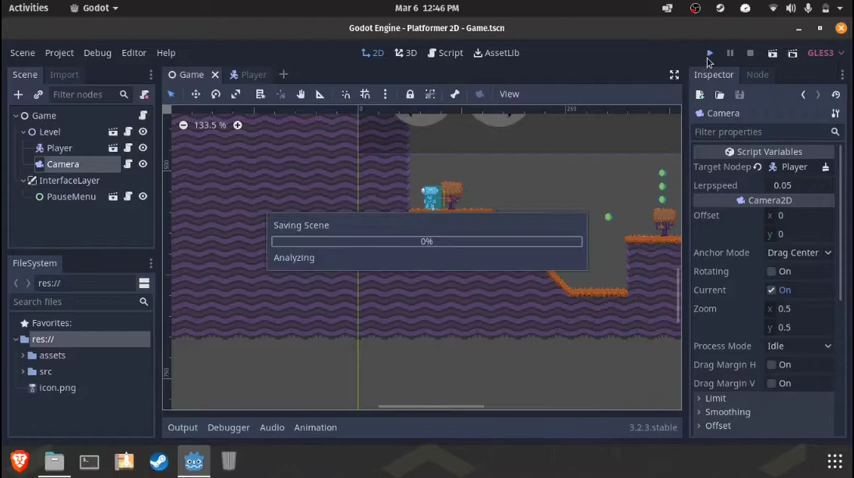 Activities
Godot
Mar 6 12:46 PM
Godot Engine - Platformer 2D - Game.tscn
Scene Project Debug Editor Help
2D 3D Script AssetLib
GLES3
Scene Import
Game Player
Inspector Node
Filter nodes
View
Camera
Game
Level
Player
Camera
InterfaceLayer
PauseMenu
133.5 %
0
250
500
750
Saving Scene
0%
Analyzing
Filter properties
Script Variables
Target Nodep Player
Lerpspeed 0.05
Camera2D
Offset x 0
y 0
Anchor Mode Drag Center
Rotating On
Current On
Zoom x 0.5
y 0.5
Process Mode Idle
Drag Margin H On
Drag Margin V On
Limit
Smoothing
Offset
FileSystem
res://
Search files
Favorites:
res://
assets
src
icon.png
Output Debugger Audio Animation
3.2.3.stable